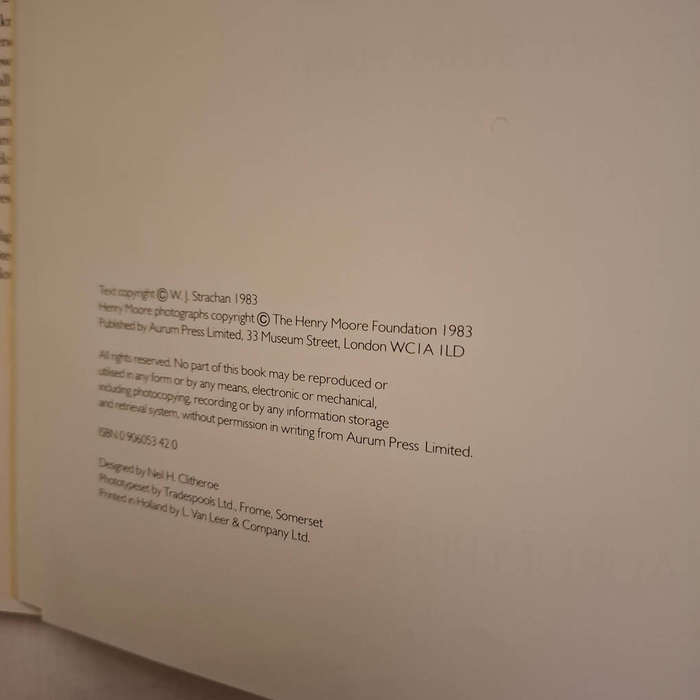 Text copyright © W. J. Strachan 1983
Henry Moore photographs copyright © The Henry Moore Foundation 1983
Published by Aurum Press Limited, 33 Museum Street, London WC1A 1LD
All rights reserved. No part of this book may be reproduced or
utilised in any form or by any means, electronic or mechanical,
including photocopying, recording or by any information storage
and retrieval system, without permission in writing from Aurum Press Limited.
ISBN 0 906053 42 0
Designed by Neil H. Clitheroe
Phototypeset by Tradespools Ltd., Frome, Somerset
Printed in Holland by L. Van Leer & Company Ltd.